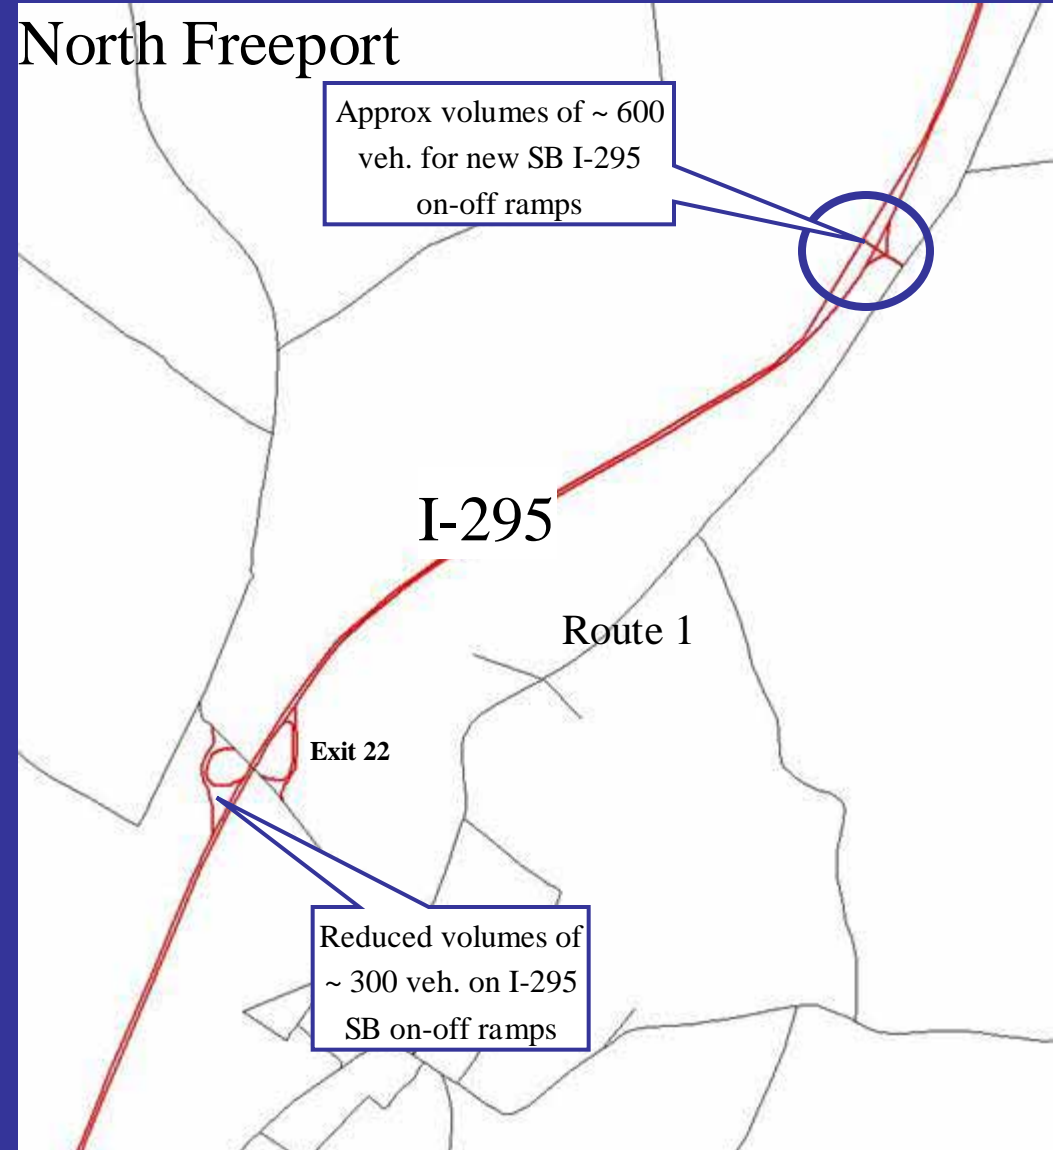 North Freeport
Approx volumes of ~ 600
veh. for new SB I-295
on-off ramps
I-295
Route 1
Exit 22
Reduced volumes of
~ 300 veh. on I-295
SB on-off ramps